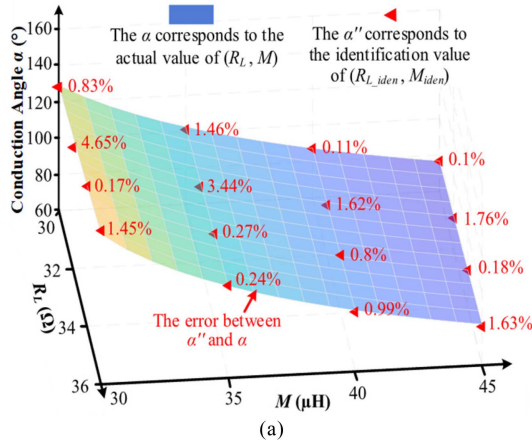 The α corresponds to the
actual value of (R_L, M)
The α″ corresponds to
the identification value
of (R_L_iden, M_iden)
Conduction Angle α (°)
160
140
120
100
80
60
0.83%
1.46%
0.11%
0.1%
4.65%
3.44%
1.62%
1.76%
0.17%
0.27%
0.8%
0.18%
1.45%
0.24%
0.99%
1.63%
The error between
α″ and α
30
32
34
36
R_L (Ω)
30
35
40
45
M (μH)
(a)